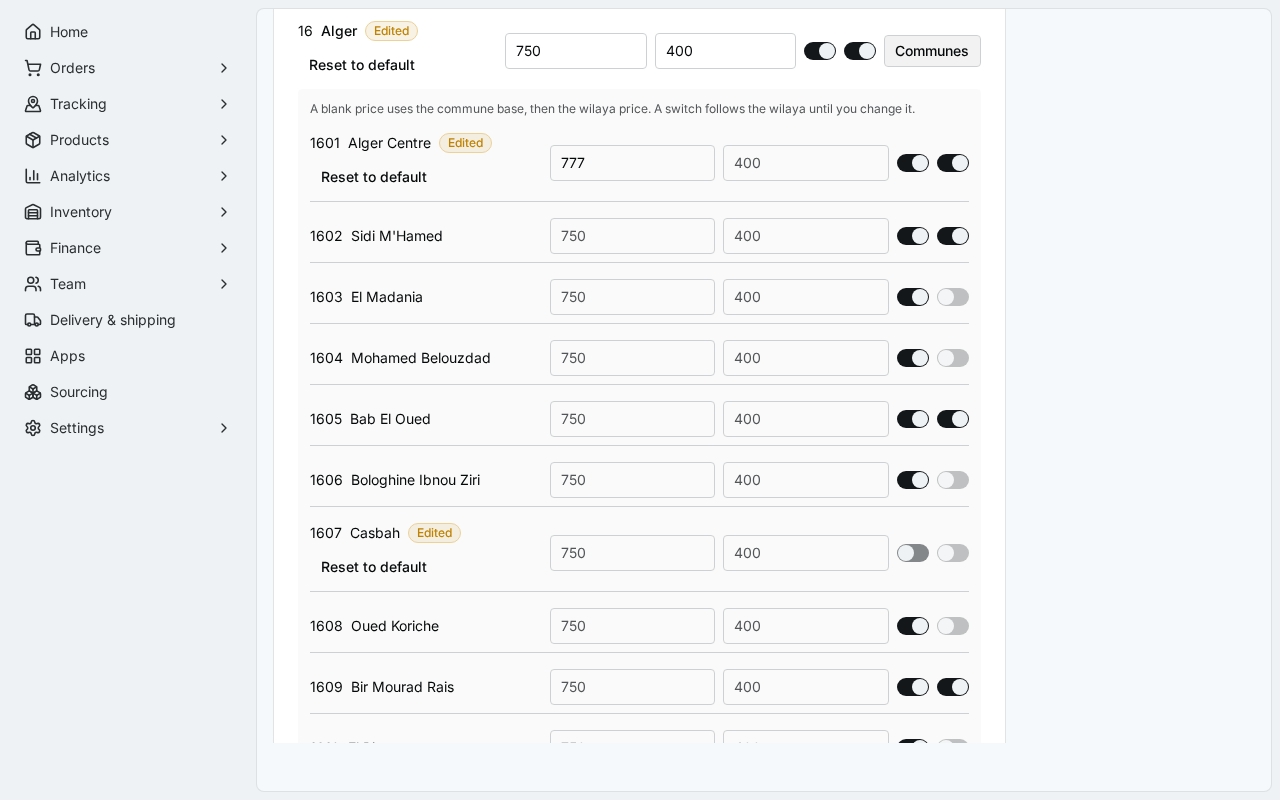 Home
Orders
Tracking
Products
Analytics
Inventory
Finance
Team
Delivery & shipping
Apps
Sourcing
Settings
16 Alger Edited
Reset to default
750 400 Communes
A blank price uses the commune base, then the wilaya price. A switch follows the wilaya until you change it.
1601 Alger Centre Edited
Reset to default
777 400
1602 Sidi M'Hamed 750 400
1603 El Madania 750 400
1604 Mohamed Belouzdad 750 400
1605 Bab El Oued 750 400
1606 Bologhine Ibnou Ziri 750 400
1607 Casbah Edited
Reset to default
750 400
1608 Oued Koriche 750 400
1609 Bir Mourad Rais 750 400